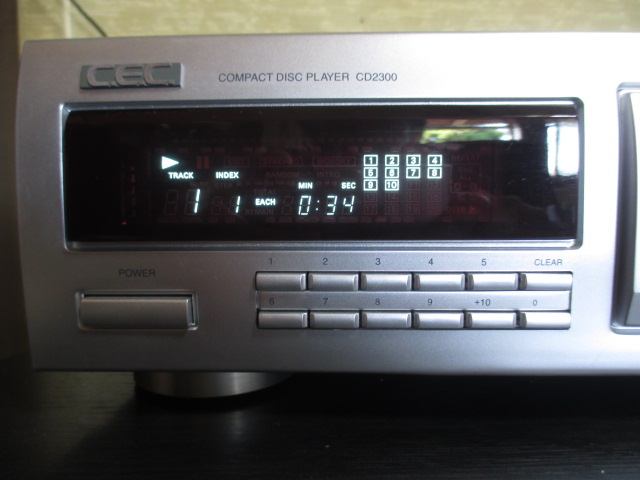 C.E.C.
COMPACT DISC PLAYER CD2300
1 2 3 4
TRACK INDEX
5 6 7 8
MIN SEC
9 10
1 1 EACH 0:34
POWER
1 2 3 4 5 CLEAR
6 7 8 9 +10 0